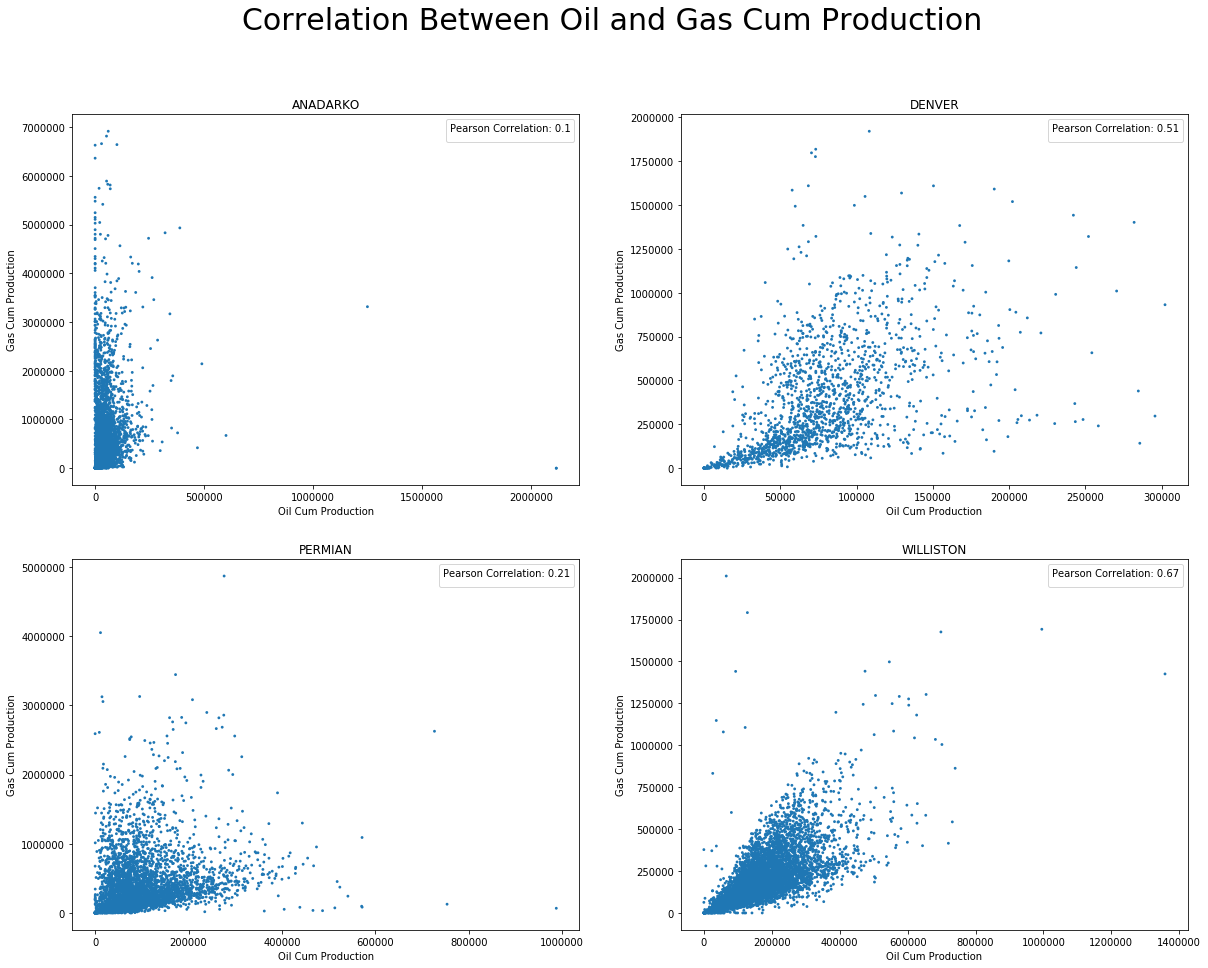 Correlation Between Oil and Gas Cum Production
ANADARKO
Pearson Correlation: 0.1
7000000
6000000
5000000
4000000
3000000
2000000
1000000
0
Gas Cum Production
0 500000 1000000 1500000 2000000
Oil Cum Production
DENVER
Pearson Correlation: 0.51
2000000
1750000
1500000
1250000
1000000
750000
500000
250000
0
Gas Cum Production
0 50000 100000 150000 200000 250000 300000
Oil Cum Production
PERMIAN
Pearson Correlation: 0.21
5000000
4000000
3000000
2000000
1000000
0
Gas Cum Production
0 200000 400000 600000 800000 1000000
Oil Cum Production
WILLISTON
Pearson Correlation: 0.67
2000000
1750000
1500000
1250000
1000000
750000
500000
250000
0
Gas Cum Production
0 200000 400000 600000 800000 1000000 1200000 1400000
Oil Cum Production